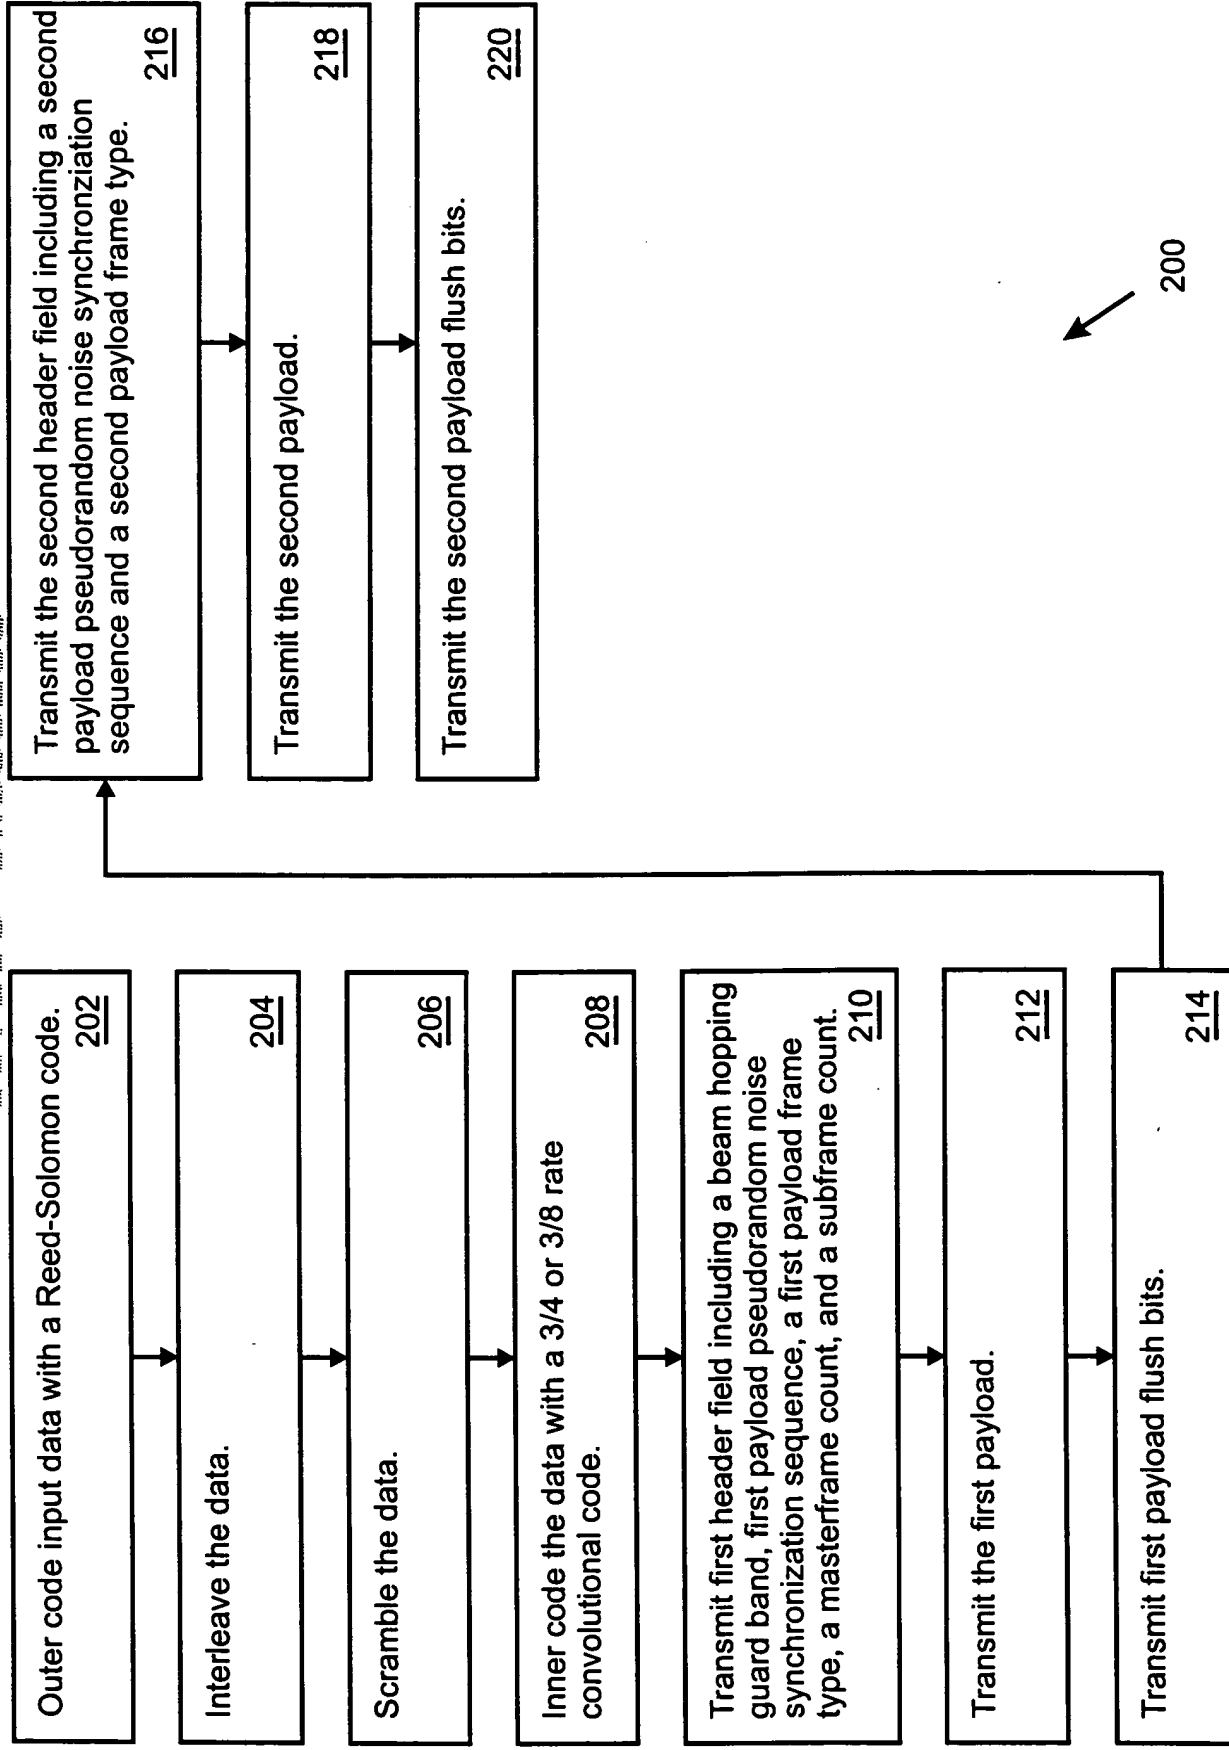 Outer code input data with a Reed-Solomon code.
202
Interleave the data.
204
Scramble the data.
206
Inner code the data with a 3/4 or 3/8 rate
convolutional code.
208
Transmit first header field including a beam hopping
guard band, first payload pseudorandom noise
synchronization sequence, a first payload frame
type, a masterframe count, and a subframe count.
210
Transmit the first payload.
212
Transmit first payload flush bits.
214
Transmit the second header field including a second
payload pseudorandom noise synchronziation
sequence and a second payload frame type.
216
Transmit the second payload.
218
Transmit the second payload flush bits.
220
200